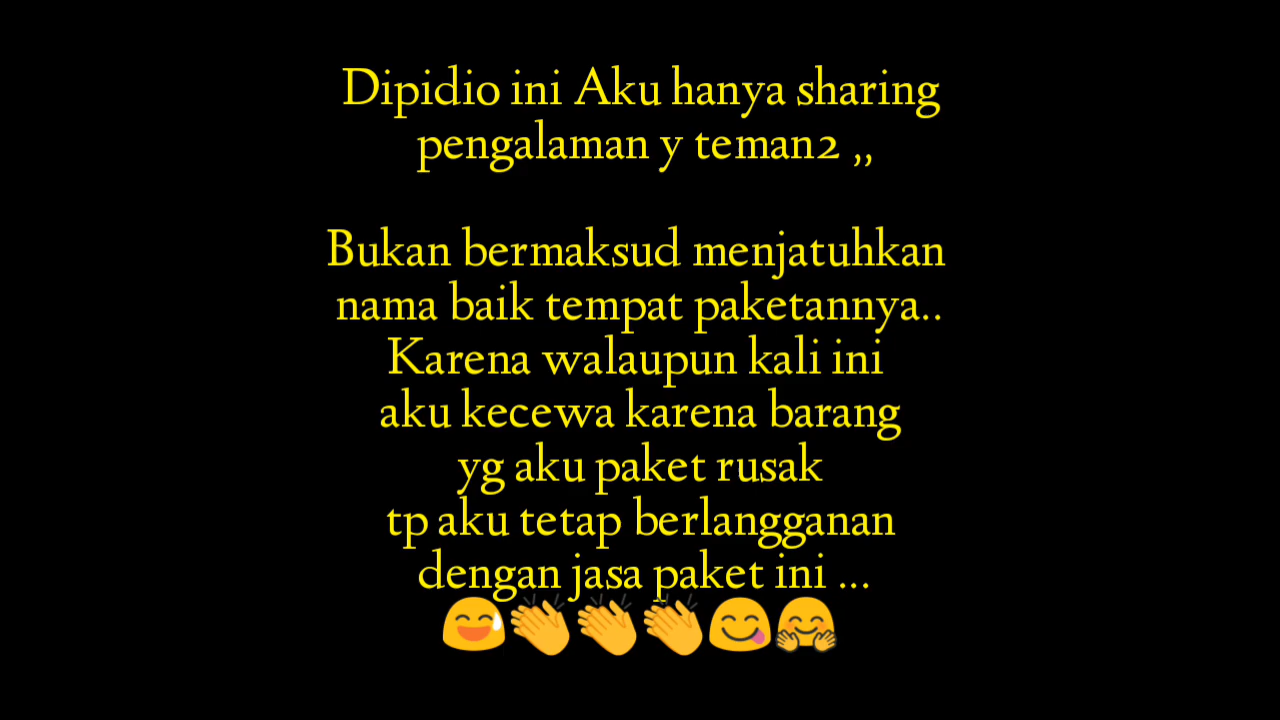 Dipidio ini Aku hanya sharing
pengalaman y teman2 ,,
Bukan bermaksud menjatuhkan
nama baik tempat paketannya..
Karena walaupun kali ini
aku kecewa karena barang
yg aku paket rusak
tp aku tetap berlangganan
dengan jasa paket ini ...
😅👏👏👏😋🤗